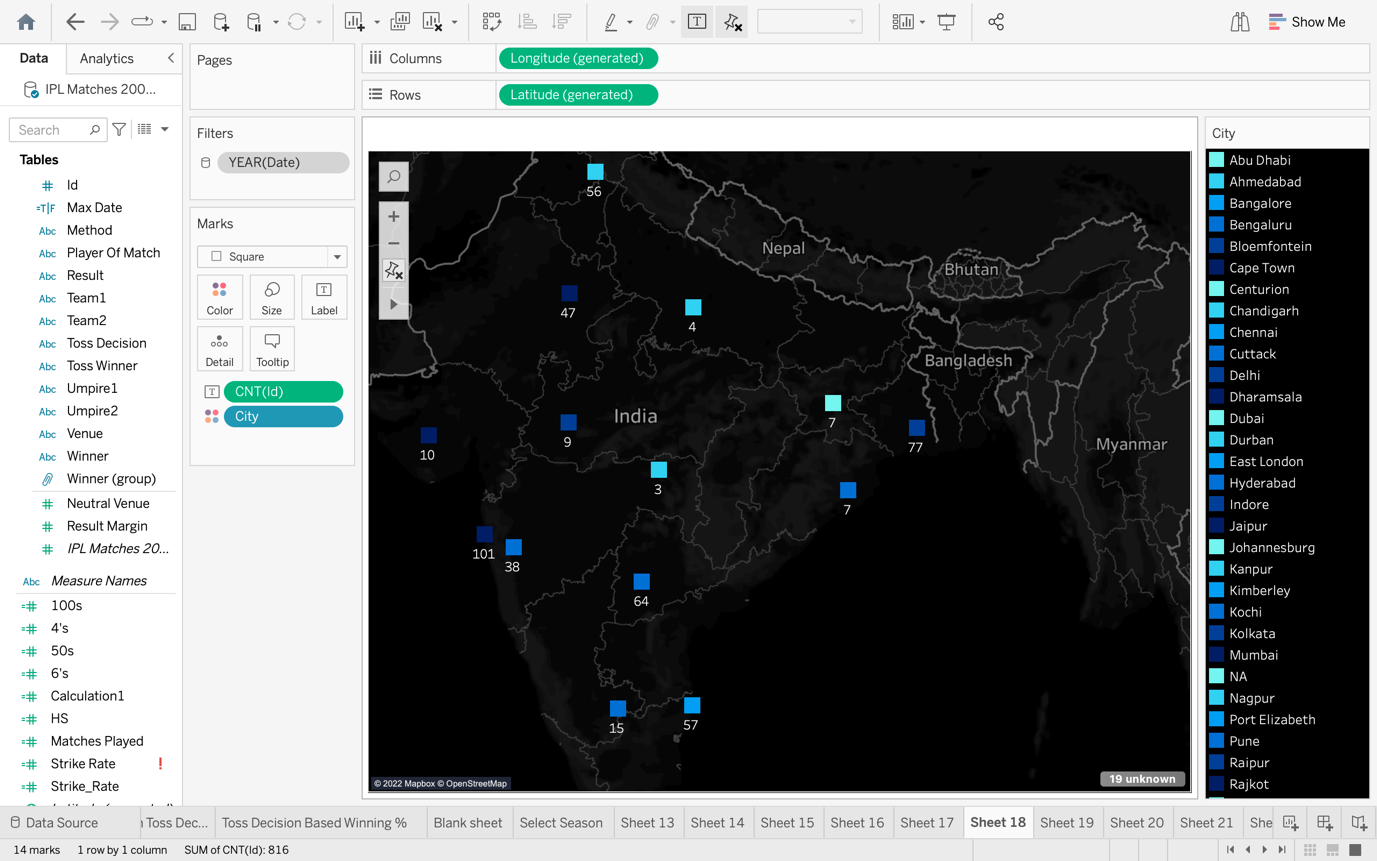 Show Me
Data
Analytics
IPL Matches 200...
Search
Tables
Id
Max Date
Method
Player Of Match
Result
Team1
Team2
Toss Decision
Toss Winner
Umpire1
Umpire2
Venue
Winner
Winner (group)
Neutral Venue
Result Margin
IPL Matches 20...
Measure Names
100s
4's
50s
6's
Calculation1
HS
Matches Played
Strike Rate
Strike_Rate
Pages
Filters
YEAR(Date)
Marks
Square
Color
Size
Label
Detail
Tooltip
CNT(Id)
City
Columns
Longitude (generated)
Rows
Latitude (generated)
56
Nepal
Bhutan
47
4
Bangladesh
India
7
77
9
10
Myanmar
3
7
101
38
64
15
57
© 2022 Mapbox © OpenStreetMap
19 unknown
City
Abu Dhabi
Ahmedabad
Bangalore
Bengaluru
Bloemfontein
Cape Town
Centurion
Chandigarh
Chennai
Cuttack
Delhi
Dharamsala
Dubai
Durban
East London
Hyderabad
Indore
Jaipur
Johannesburg
Kanpur
Kimberley
Kochi
Kolkata
Mumbai
NA
Nagpur
Port Elizabeth
Pune
Raipur
Rajkot
Data Source
Toss Dec...
Toss Decision Based Winning %
Blank sheet
Select Season
Sheet 13
Sheet 14
Sheet 15
Sheet 16
Sheet 17
Sheet 18
Sheet 19
Sheet 20
Sheet 21
She
14 marks
1 row by 1 column
SUM of CNT(Id): 816